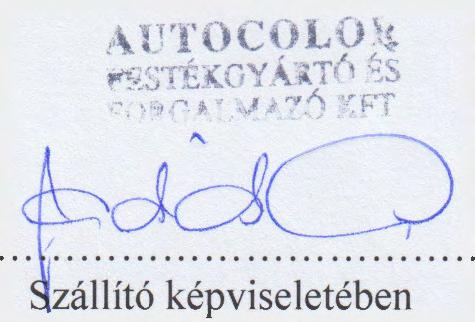 AUTOCOLOR
FESTÉKGYÁRTÓ ÉS
FORGALMAZÓ KFT
Szállító képviseletében